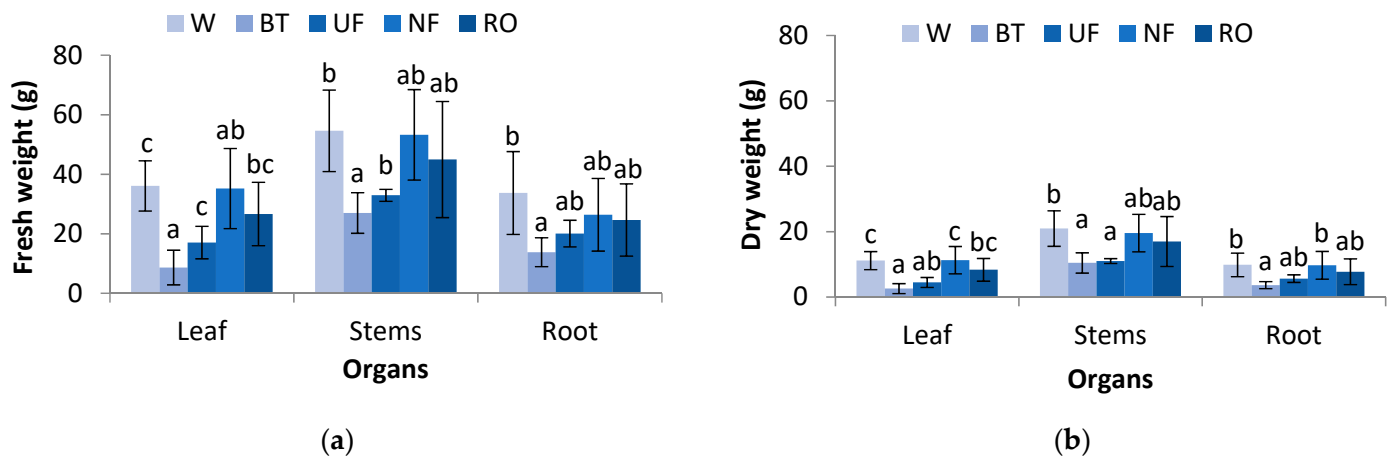 W BT UF NF RO
80
60
40
20
0
Fresh weight (g)
c a c ab bc
b a b ab ab
b a ab ab ab
Leaf Stems Root
Organs
(a)
W BT UF NF RO
80
60
40
20
0
Dry weight (g)
c a ab c bc
b a a ab ab
b a ab b ab
Leaf Stems Root
Organs
(b)